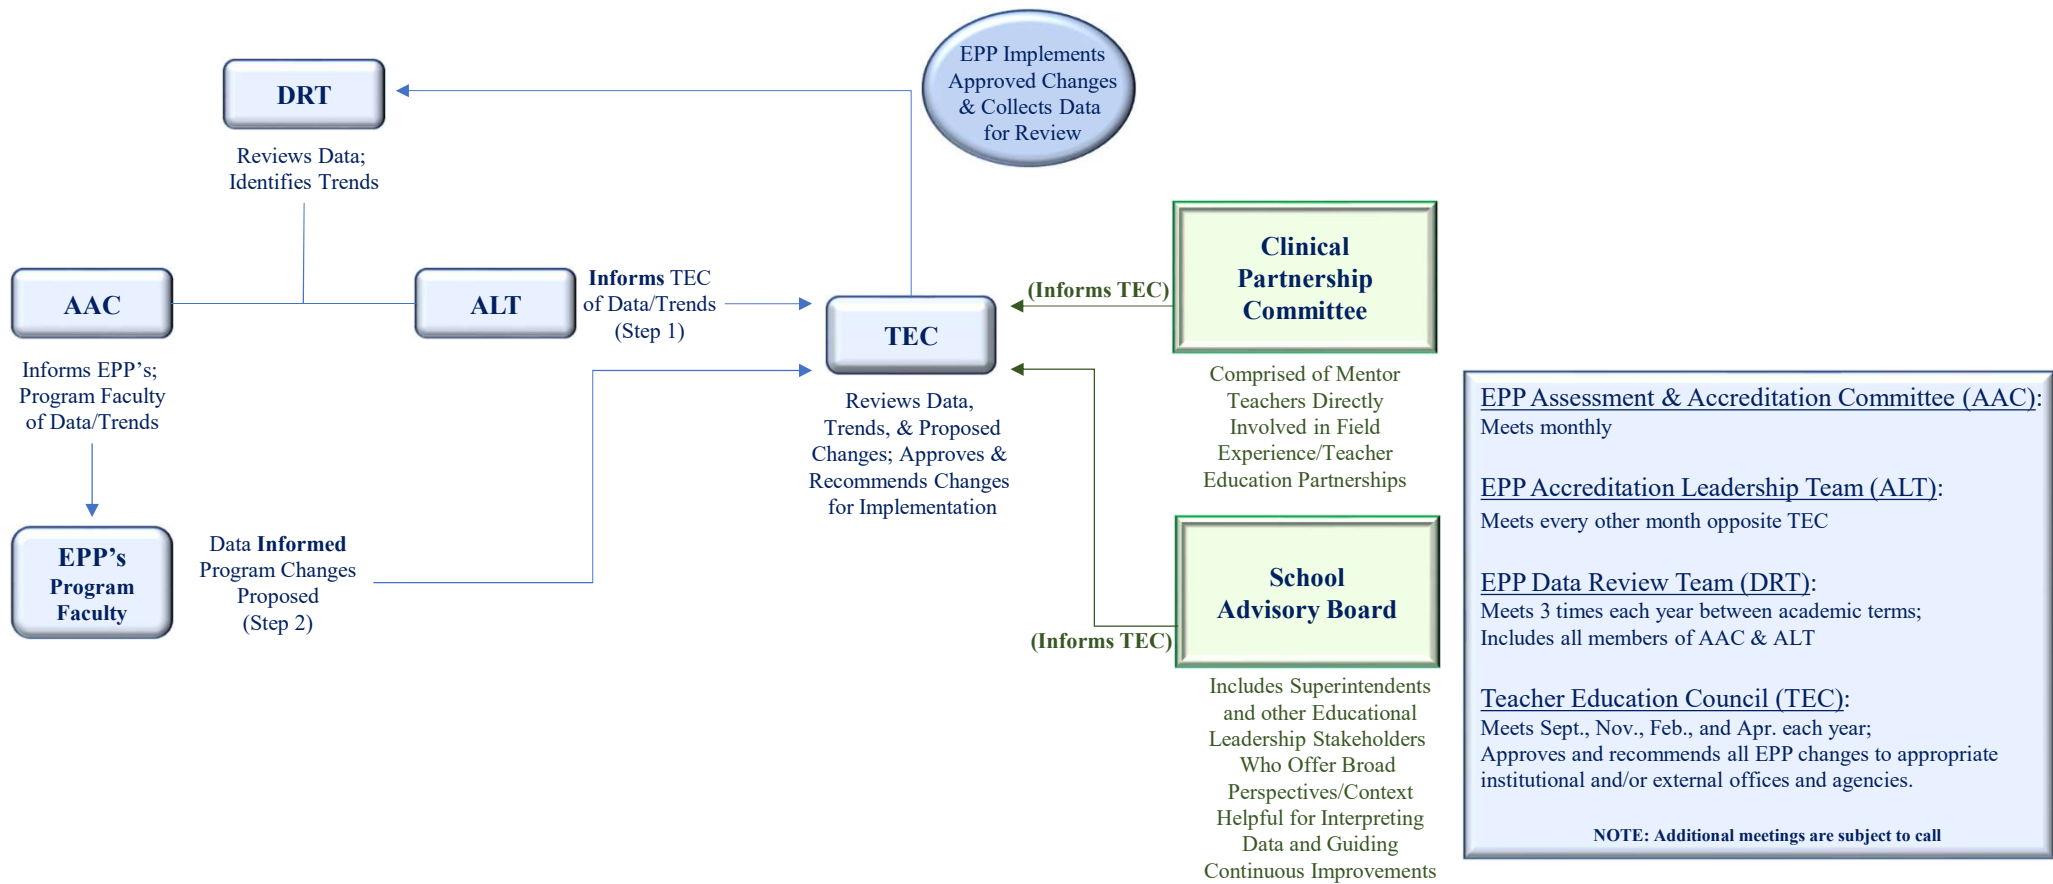 EPP Implements
Approved Changes
& Collects Data
for Review
DRT
Reviews Data;
Identifies Trends
AAC
Informs EPP's;
Program Faculty
of Data/Trends
ALT
Informs TEC
of Data/Trends
(Step 1)
TEC
Reviews Data,
Trends, & Proposed
Changes; Approves &
Recommends Changes
for Implementation
EPP's
Program
Faculty
Data Informed
Program Changes
Proposed
(Step 2)
(Informs TEC)
Clinical
Partnership
Committee
Comprised of Mentor
Teachers Directly
Involved in Field
Experience/Teacher
Education Partnerships
(Informs TEC)
School
Advisory Board
Includes Superintendents
and other Educational
Leadership Stakeholders
Who Offer Broad
Perspectives/Context
Helpful for Interpreting
Data and Guiding
Continuous Improvements
EPP Assessment & Accreditation Committee (AAC):
Meets monthly
EPP Accreditation Leadership Team (ALT):
Meets every other month opposite TEC
EPP Data Review Team (DRT):
Meets 3 times each year between academic terms;
Includes all members of AAC & ALT
Teacher Education Council (TEC):
Meets Sept., Nov., Feb., and Apr. each year;
Approves and recommends all EPP changes to appropriate
institutional and/or external offices and agencies.
NOTE: Additional meetings are subject to call